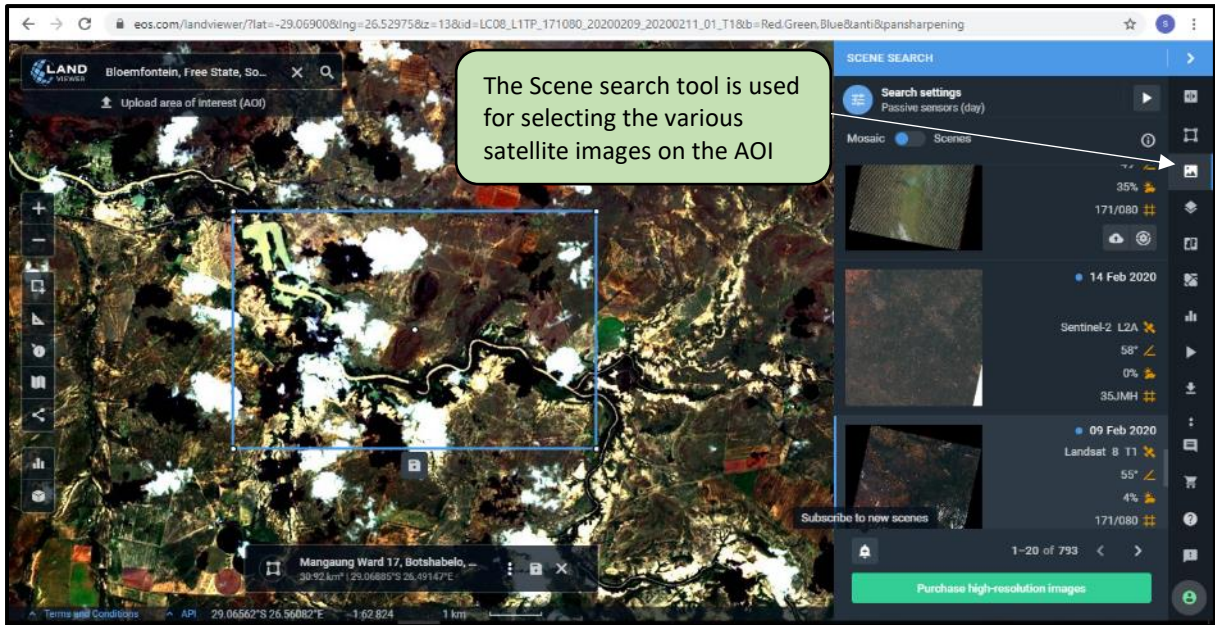 eos.com/landviewer/?lat=-29.06900&lng=26.52975&z=13&id=LC08_L1TP_171080_20200209_20200211_01_T1&b=Red,Green,Blue&anti&pansharpening
S
LAND
VIEWER
Bloemfontein, Free State, So...
Upload area of interest (AOI)
The Scene search tool is used
for selecting the various
satellite images on the AOI
SCENE SEARCH
Search settings
Passive sensors (day)
Mosaic
Scenes
35%
171/080
14 Feb 2020
Sentinel-2 L2A
58°
0%
35JMH
09 Feb 2020
Landsat 8 T1
55°
4%
171/080
Subscribe to new scenes
1–20 of 793
Purchase high-resolution images
Mangaung Ward 17, Botshabelo, ...
30.92 km² | 29.06885°S 26.49147°E
Terms and Conditions
API
29.06562°S 26.56082°E
1:62 824
1 km